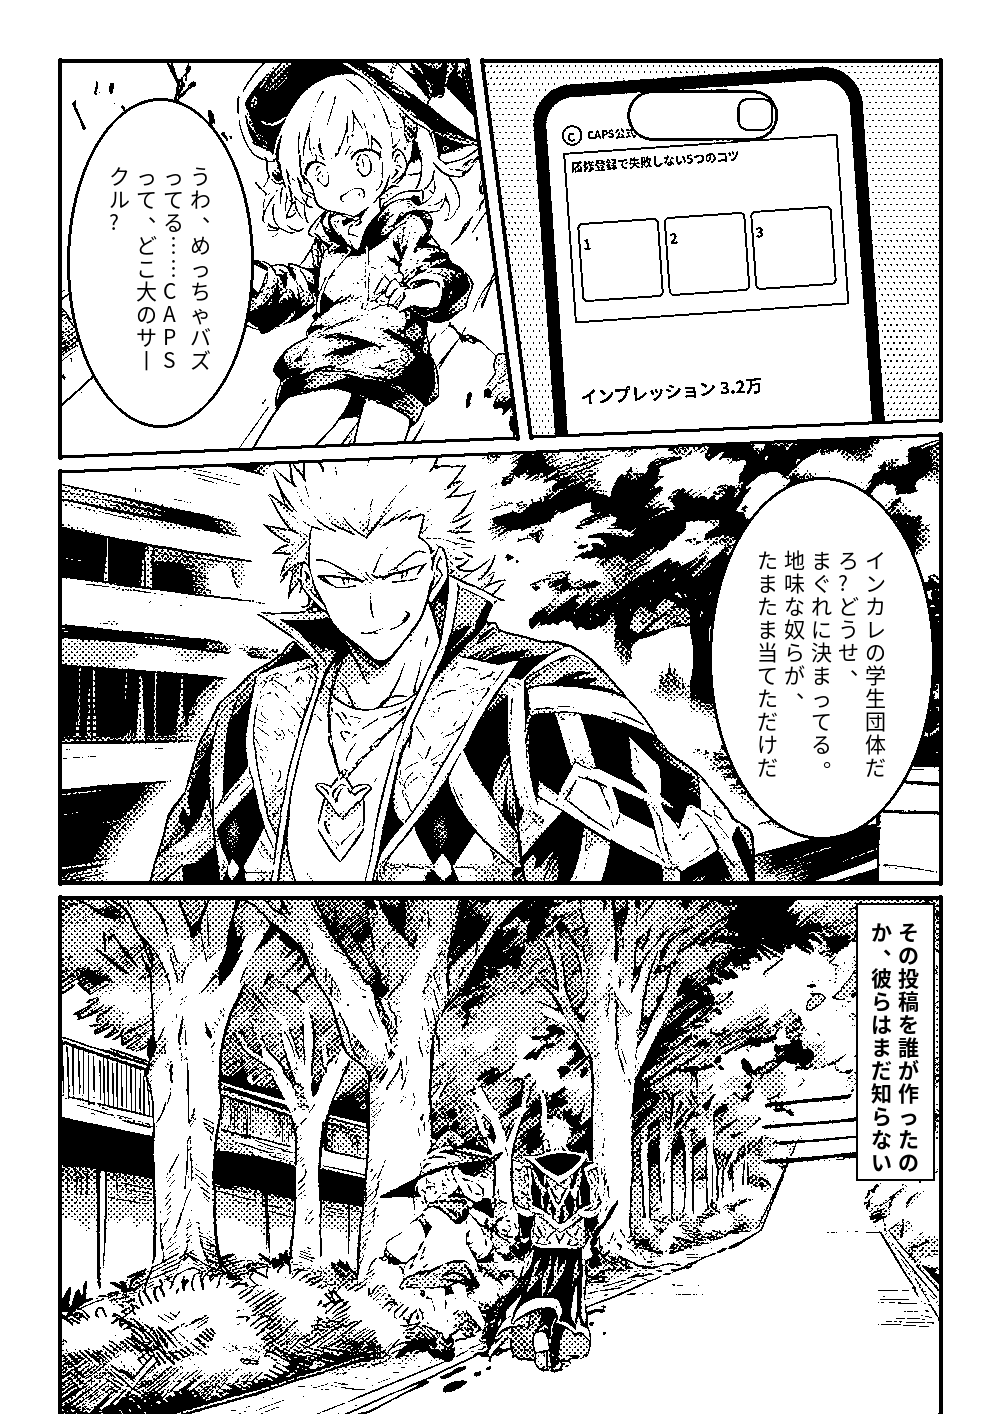 CAPS公式
履修登録で失敗しない5つのコツ
1
2
3
インプレッション 3.2万
うわ、めっちゃバズ
ってる……CAPS
って、どこ大のサー
クル?
インカレの学生団体だ
ろ?どうせ、
まぐれに決まってる。
地味な奴らが、
たまたま当てただけだ
その投稿を誰が作ったの
か、彼らはまだ知らない